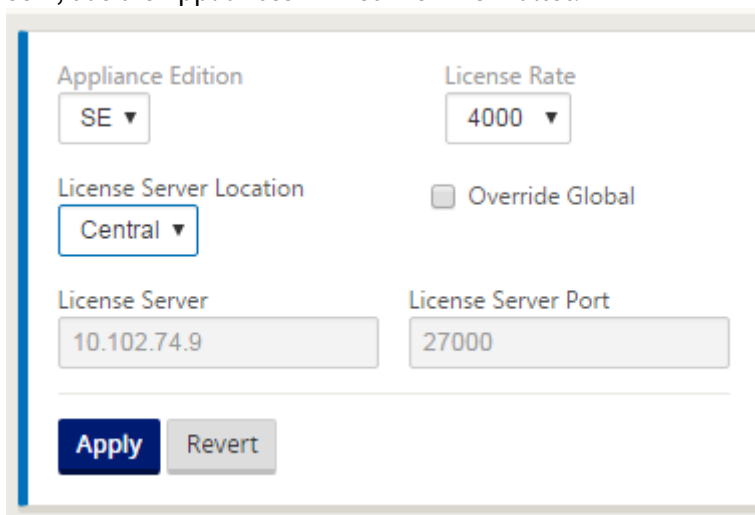 Appliance Edition
License Rate
SE
4000
License Server Location
Override Global
Central
License Server
License Server Port
10.102.74.9
27000
Apply
Revert